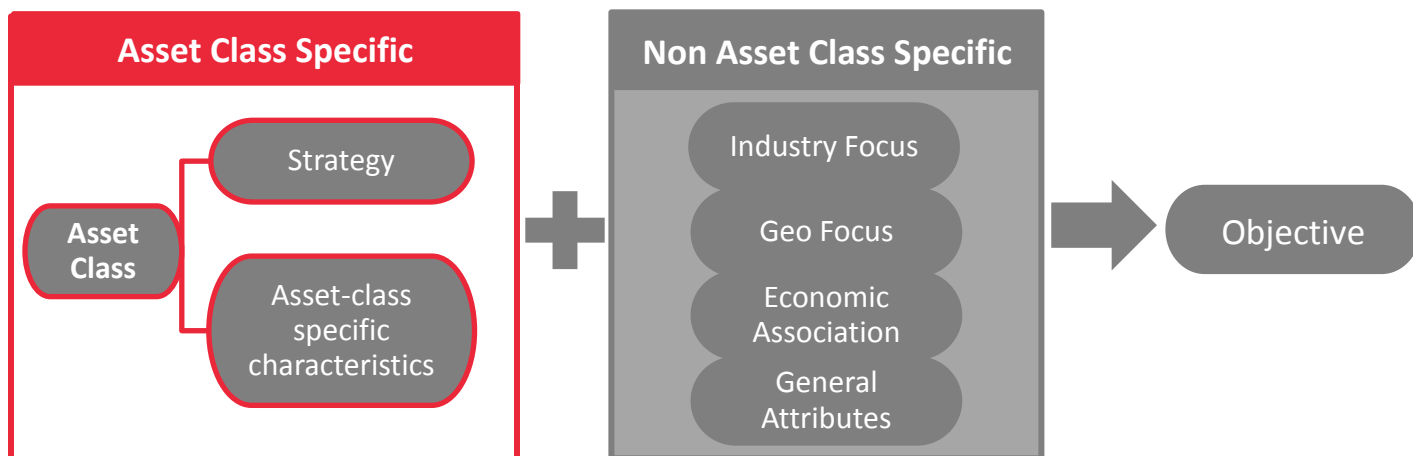 Asset Class Specific
Asset
Class
Strategy
Asset-class
specific
characteristics
Non Asset Class Specific
Industry Focus
Geo Focus
Economic
Association
General
Attributes
Objective